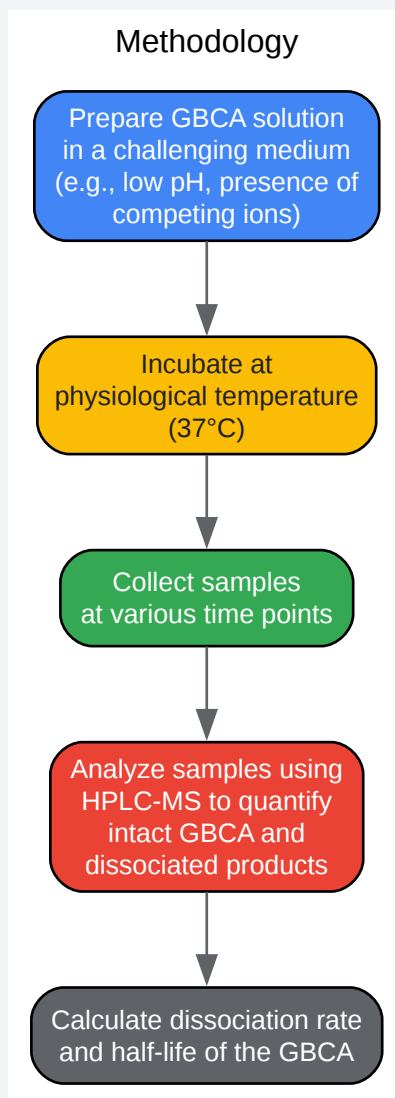 Methodology
Prepare GBCA solution
in a challenging medium
(e.g., low pH, presence of
competing ions)
Incubate at
physiological temperature
(37°C)
Collect samples
at various time points
Analyze samples using
HPLC-MS to quantify
intact GBCA and
dissociated products
Calculate dissociation rate
and half-life of the GBCA